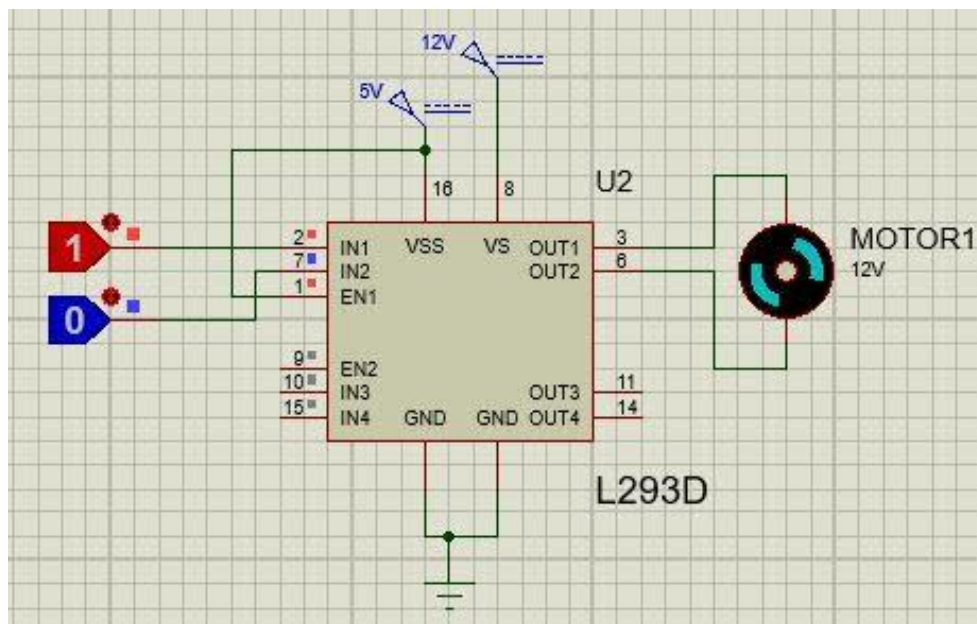 12V
5V
16 8
U2
1
2 IN1 VSS VS OUT1 3
7 IN2 OUT2 6
1 EN1
0
MOTOR1
12V
9 EN2
10 IN3 OUT3 11
15 IN4 GND GND OUT4 14
L293D